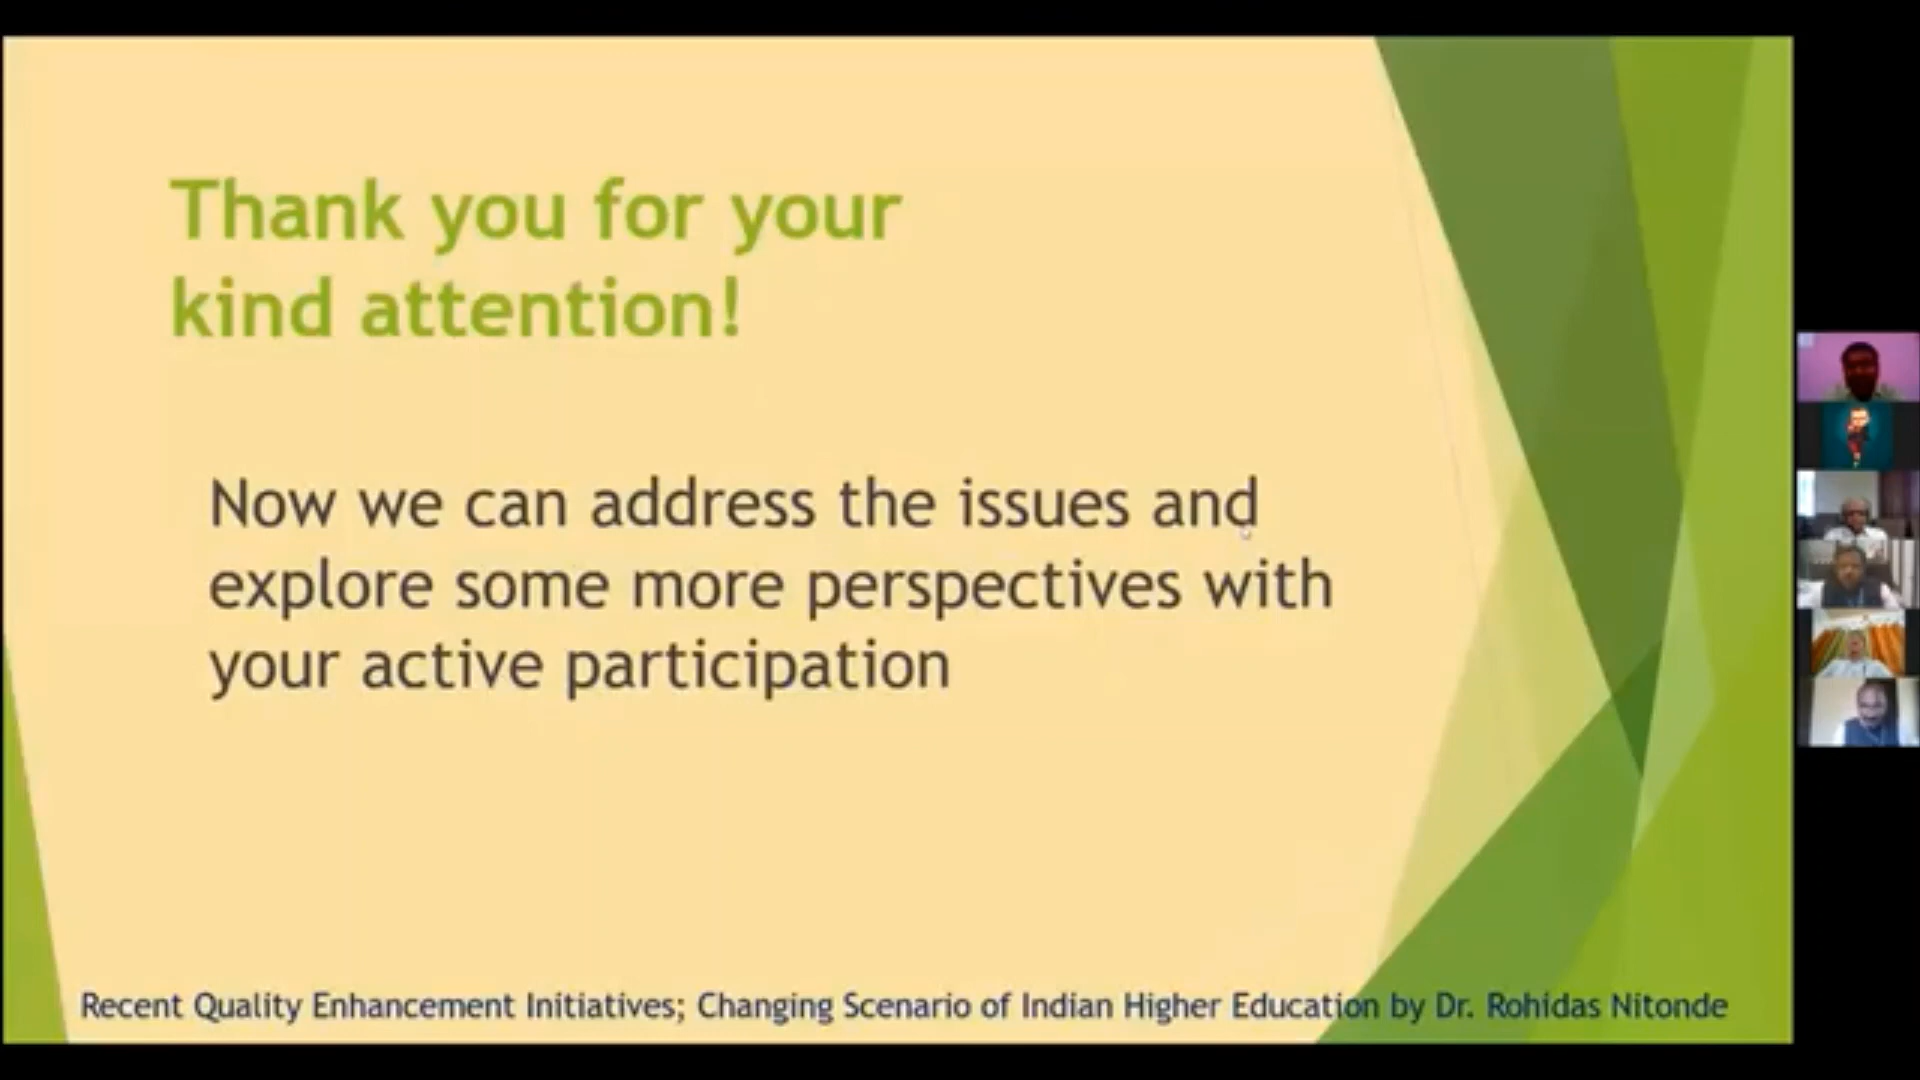 Thank you for your
kind attention!
Now we can address the issues and
explore some more perspectives with
your active participation
Recent Quality Enhancement Initiatives; Changing Scenario of Indian Higher Education by Dr. Rohidas Nitonde